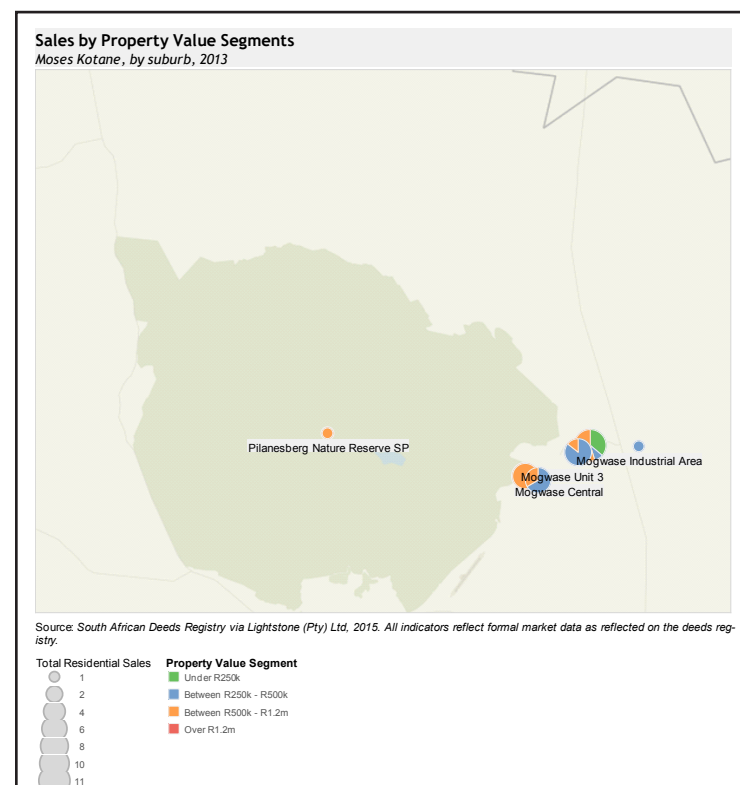 Sales by Property Value Segments
Moses Kotane, by suburb, 2013
Pilanesberg Nature Reserve SP
Mogwase Industrial Area
Mogwase Unit 3
Mogwase Central
Source: South African Deeds Registry via Lightstone (Pty) Ltd, 2015. All indicators reflect formal market data as reflected on the deeds reg-
istry.
Total Residential Sales
1
2
4
6
8
10
11
Property Value Segment
Under R250k
Between R250k - R500k
Between R500k - R1.2m
Over R1.2m